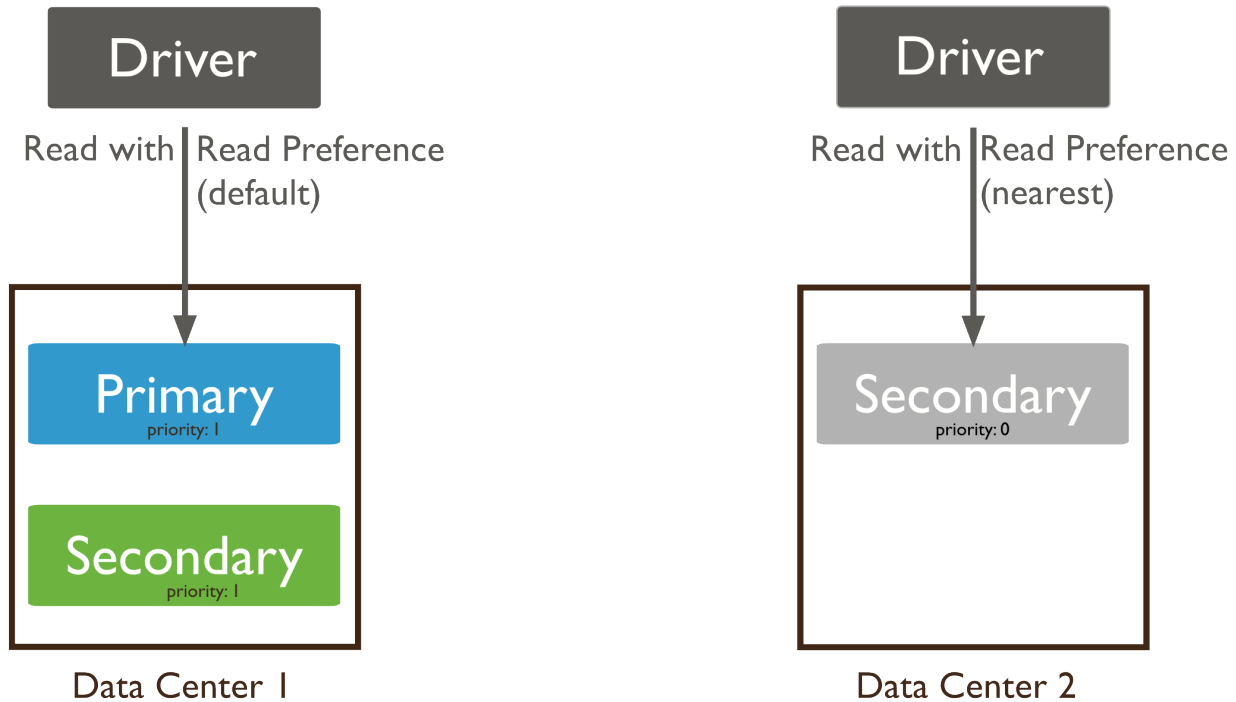 Driver
Read with Read Preference
(default)
Primary
priority: 1
Secondary
priority: 1
Data Center 1
Driver
Read with Read Preference
(nearest)
Secondary
priority: 0
Data Center 2